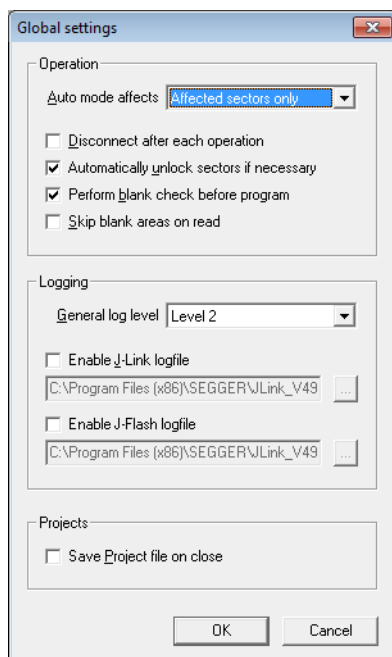 Global settings
Operation
Auto mode affects Affected sectors only
Disconnect after each operation
Automatically unlock sectors if necessary
Perform blank check before program
Skip blank areas on read
Logging
General log level Level 2
Enable J-Link logfile
C:\Program Files (x86)\SEGGER\JLink_V49 ...
Enable J-Flash logfile
C:\Program Files (x86)\SEGGER\JLink_V49 ...
Projects
Save Project file on close
OK Cancel